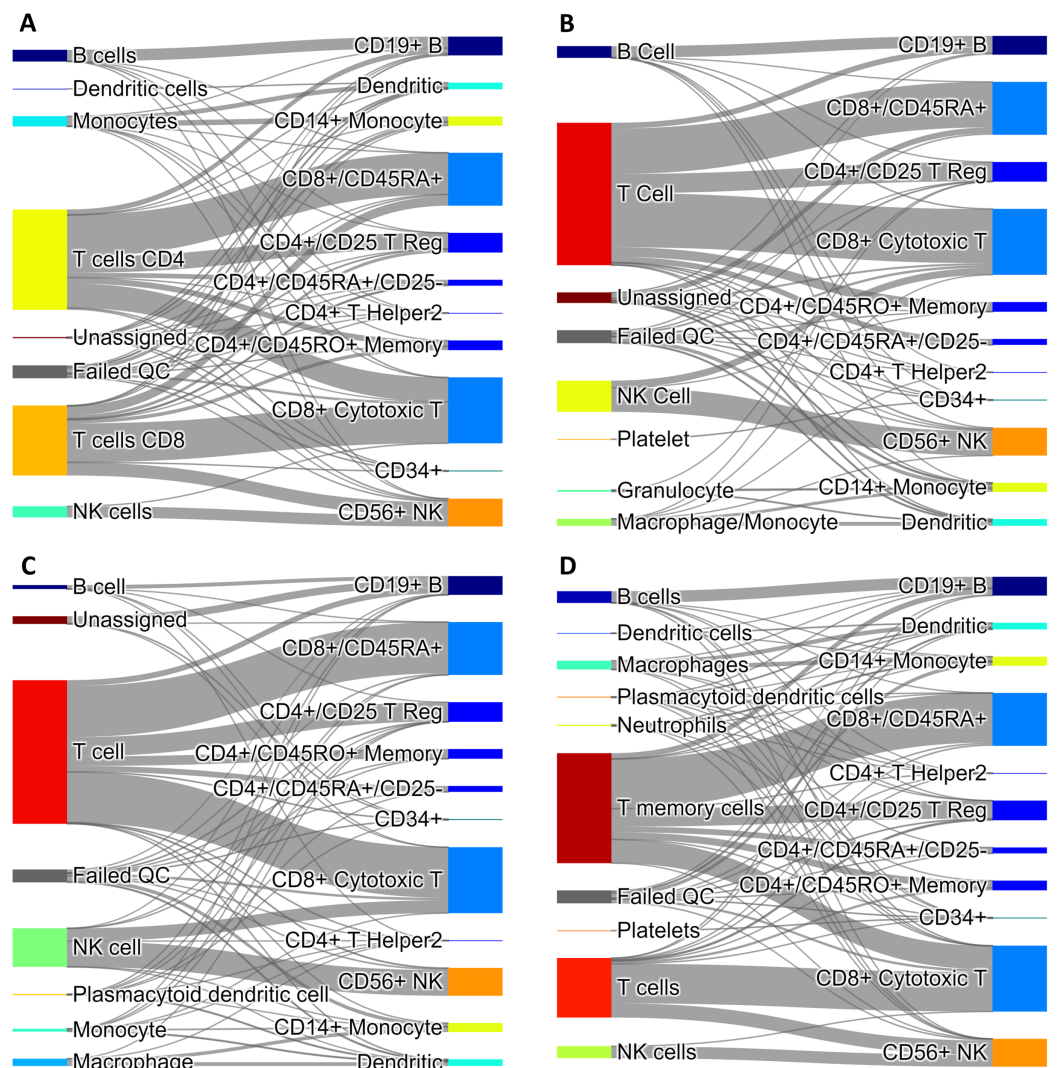 A
B cells
Dendritic cells
Monocytes
T cells CD4
Unassigned
Failed QC
T cells CD8
NK cells
CD19+ B
Dendritic
CD14+ Monocyte
CD8+/CD45RA+
CD4+/CD25 T Reg
CD4+/CD45RA+/CD25-
CD4+ T Helper2
CD4+/CD45RO+ Memory
CD8+ Cytotoxic T
CD34+
CD56+ NK
B
B Cell
T Cell
Unassigned
Failed QC
NK Cell
Platelet
Granulocyte
Macrophage/Monocyte
CD19+ B
CD8+/CD45RA+
CD4+/CD25 T Reg
CD8+ Cytotoxic T
CD4+/CD45RO+ Memory
CD4+/CD45RA+/CD25-
CD4+ T Helper2
CD34+
CD56+ NK
CD14+ Monocyte
Dendritic
C
B cell
Unassigned
T cell
Failed QC
NK cell
Plasmacytoid dendritic cell
Monocyte
Macrophage
CD19+ B
CD8+/CD45RA+
CD4+/CD25 T Reg
CD4+/CD45RO+ Memory
CD4+/CD45RA+/CD25-
CD34+
CD8+ Cytotoxic T
CD4+ T Helper2
CD56+ NK
CD14+ Monocyte
Dendritic
D
B cells
Dendritic cells
Macrophages
Plasmacytoid dendritic cells
Neutrophils
T memory cells
Failed QC
Platelets
T cells
NK cells
CD19+ B
Dendritic
CD14+ Monocyte
CD8+/CD45RA+
CD4+ T Helper2
CD4+/CD25 T Reg
CD4+/CD45RA+/CD25-
CD4+/CD45RO+ Memory
CD34+
CD8+ Cytotoxic T
CD56+ NK